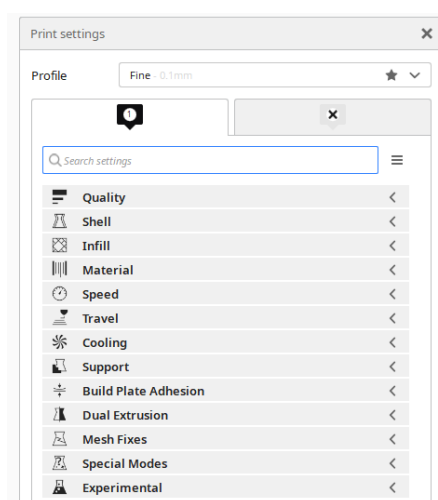 Print settings
Profile
Fine - 0.1mm
1
Search settings
Quality
Shell
Infill
Material
Speed
Travel
Cooling
Support
Build Plate Adhesion
Dual Extrusion
Mesh Fixes
Special Modes
Experimental